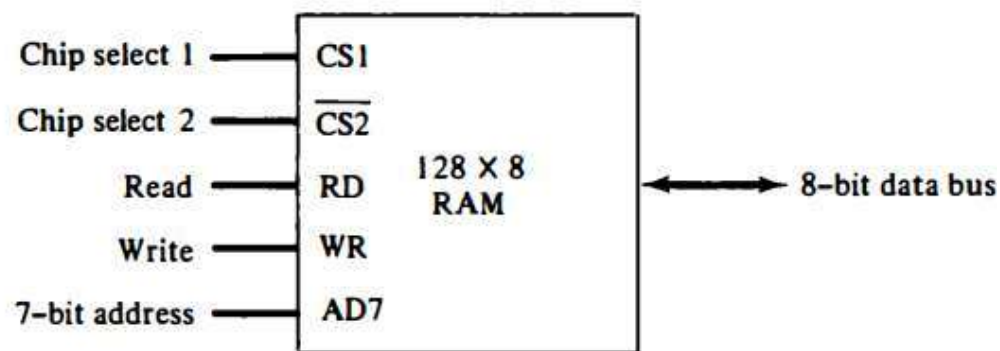 Chip select 1 CS1
Chip select 2 C̅S̅2̅
Read RD 128 × 8 8-bit data bus
RAM
Write WR
7-bit address AD7